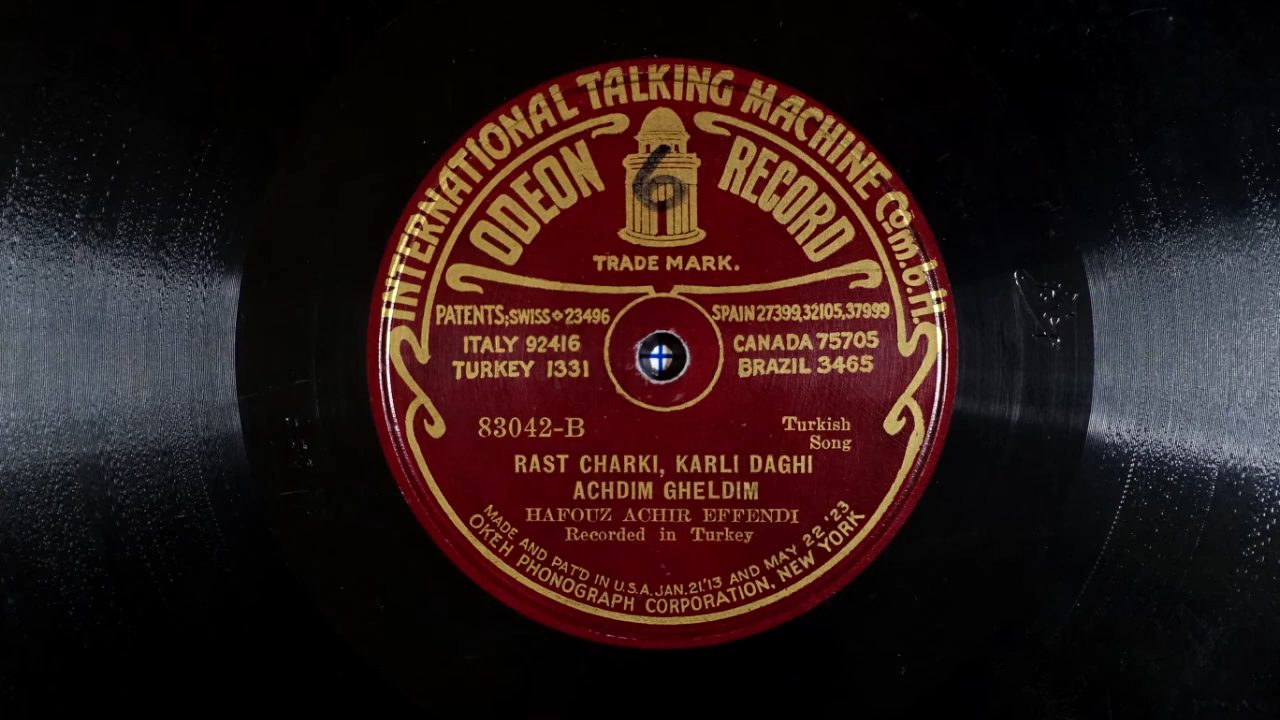 INTERNATIONAL TALKING MACHINE Co.m.b.H.
ODEON RECORD
6
TRADE MARK.
PATENTS; SWISS 23496
ITALY 92416
TURKEY 1331
SPAIN 27399,32105,37999
CANADA 75705
BRAZIL 3465
83042-B
Turkish
Song
RAST CHARKI, KARLI DAGHI
ACHDIM GHELDIM
HAFOUZ ACHIR EFFENDI
Recorded in Turkey
MADE AND PAT'D IN U.S.A. JAN.21.'13 AND MAY 22 '23
OKEH PHONOGRAPH CORPORATION, NEW YORK